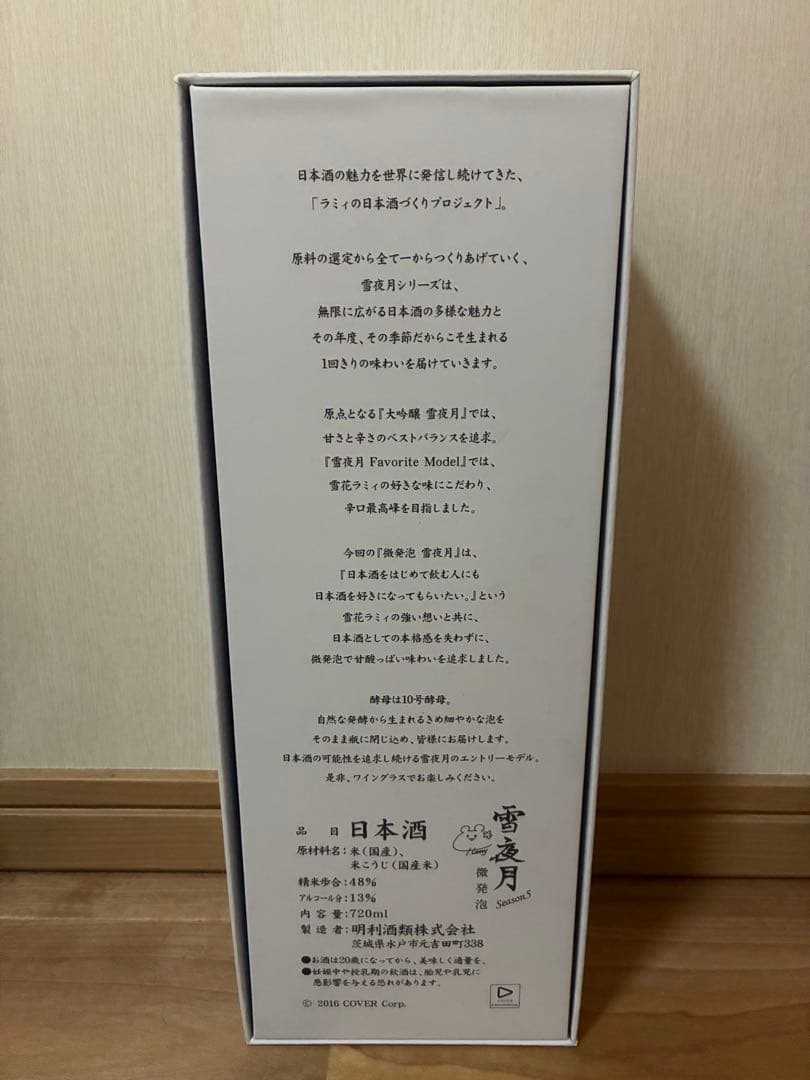 日本酒の魅力を世界に発信し続けてきた、
「ラミィの日本酒づくりプロジェクト」。
原料の選定から全て一からつくりあげていく、
雪夜月シリーズは、
無限に広がる日本酒の多様な魅力と
その年度、その季節だからこそ生まれる
1回きりの味わいを届けていきます。
原点となる『大吟醸 雪夜月』では、
甘さと辛さのベストバランスを追求。
『雪夜月 Favorite Model』では、
雪花ラミィの好きな味にこだわり、
辛口最高峰を目指しました。
今回の『微発泡 雪夜月』は、
『日本酒をはじめて飲む人にも
日本酒を好きになってもらいたい。』という
雪花ラミィの強い想いと共に、
日本酒としての本格感を失わずに、
微発泡で甘酸っぱい味わいを追求しました。
酵母は10号酵母。
自然な発酵から生まれるきめ細やかな泡を
そのまま瓶に閉じ込め、皆様にお届けします。
日本酒の可能性を追求し続ける雪夜月のエントリーモデル。
是非、ワイングラスでお楽しみください。
品目 日本酒
原材料名：米（国産）、
米こうじ（国産米）
精米歩合：48%
アルコール分：13%
内容量：720ml
製造者：明利酒類株式会社
茨城県水戸市元吉田町338
●お酒は20歳になってから、美味しく適量を。
●妊娠中や授乳期の飲酒は、胎児や乳児に
悪影響を与える恐れがあります。
© 2016 COVER Corp.
雪夜月
微発泡
Season5
COVER